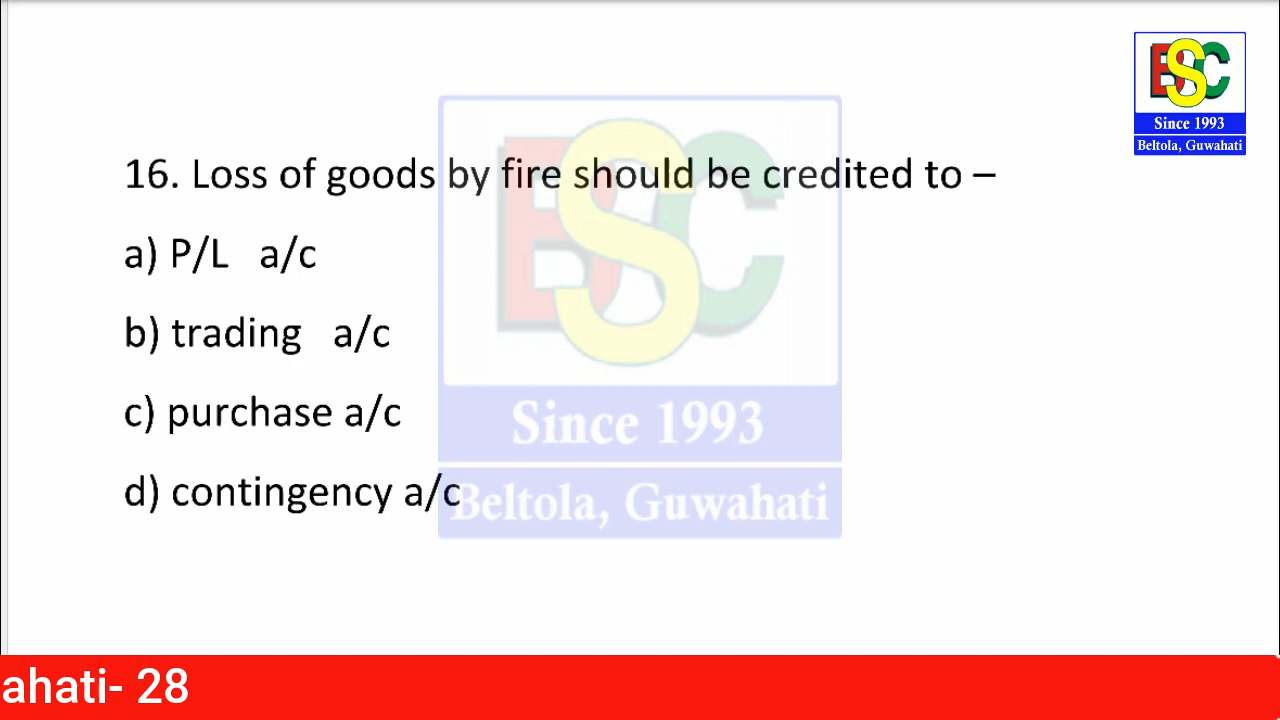 ESC
Since 1993
Beltola, Guwahati
16. Loss of goods by fire should be credited to –
a) P/L a/c
b) trading a/c
c) purchase a/c
d) contingency a/c
ESC
Since 1993
Beltola, Guwahati
ahati- 28